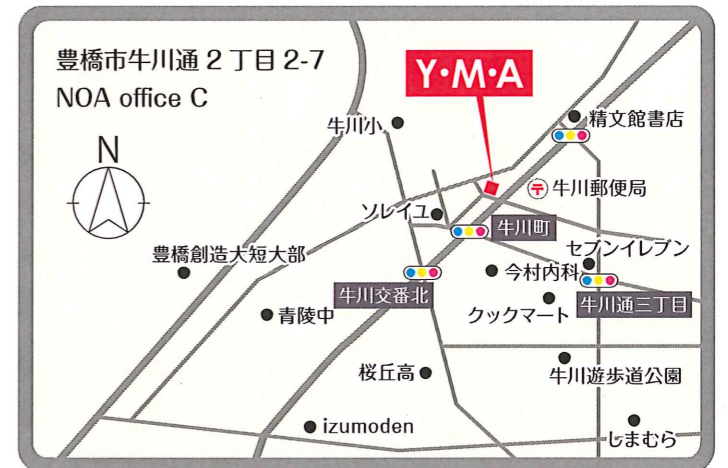 豊橋市牛川通2丁目2-7
NOA office C
Y・M・A
N
牛川小
精文館書店
〒
牛川郵便局
ソレイユ
牛川町
豊橋創造大短大部
セブンイレブン
今村内科
牛川交番北
クックマート
牛川通三丁目
青陵中
桜丘高
牛川遊歩道公園
izumoden
しまむら